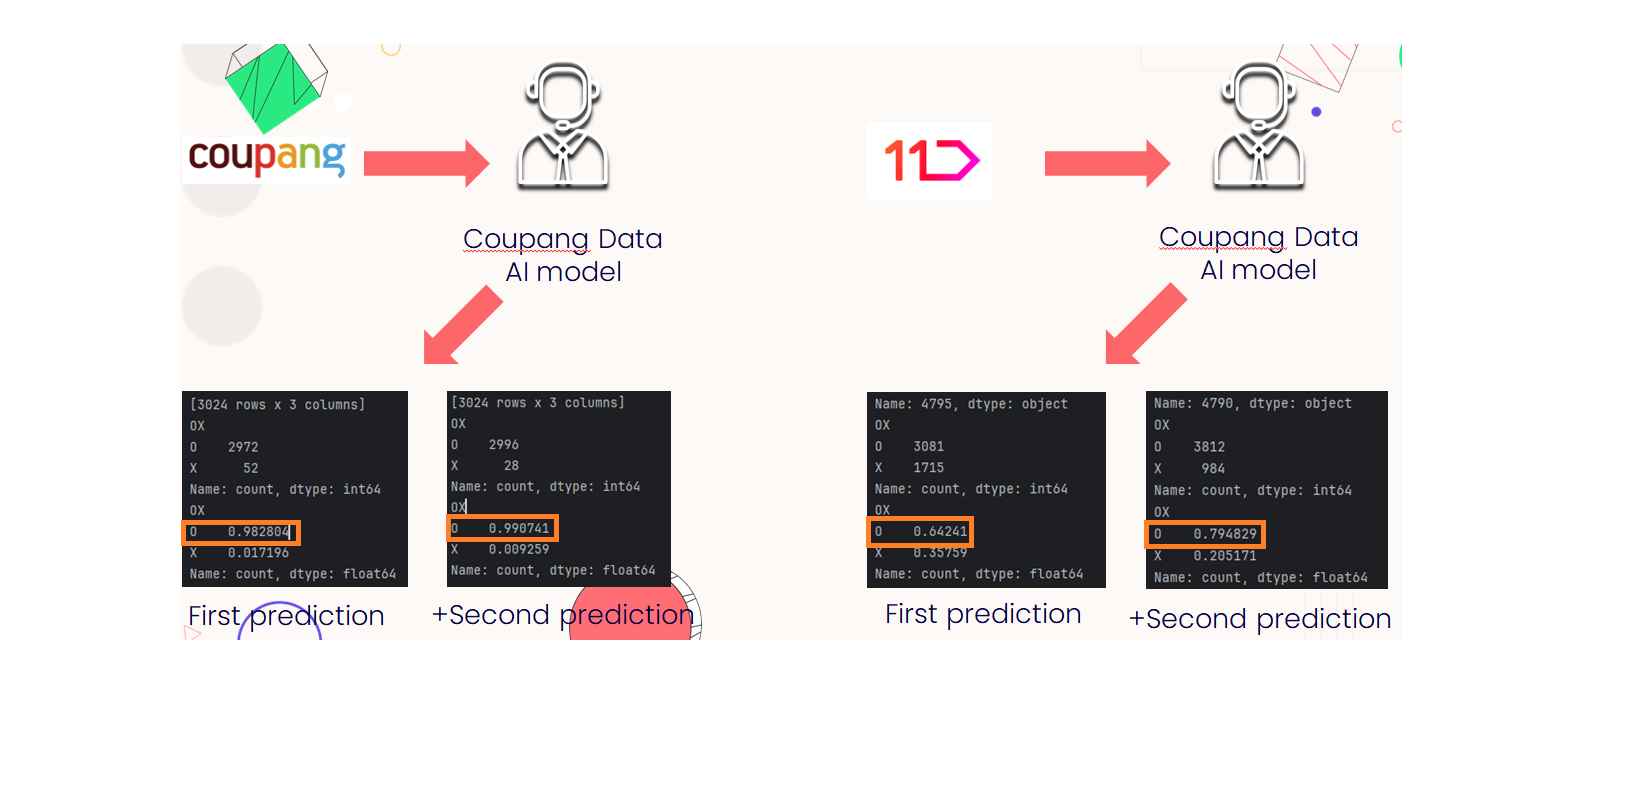 coupang
Coupang Data
AI model
[3024 rows x 3 columns]
OX
O    2972
X      52
Name: count, dtype: int64
OX
O    0.982804
X    0.017196
Name: count, dtype: float64
First prediction
[3024 rows x 3 columns]
OX
O    2996
X      28
Name: count, dtype: int64
OX
O    0.990741
X    0.009259
Name: count, dtype: float64
+Second prediction
11
Coupang Data
AI model
Name: 4795, dtype: object
OX
O    3081
X    1715
Name: count, dtype: int64
OX
O    0.64241
X    0.35759
Name: count, dtype: float64
First prediction
Name: 4790, dtype: object
OX
O    3812
X     984
Name: count, dtype: int64
OX
O    0.794829
X    0.205171
Name: count, dtype: float64
+Second prediction